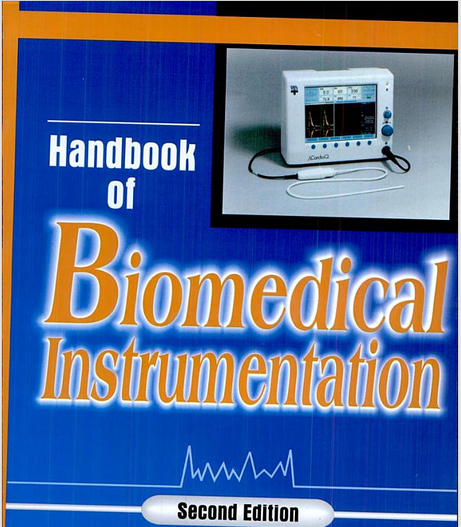 Handbook
of
Biomedical
Instrumentation
Second Edition